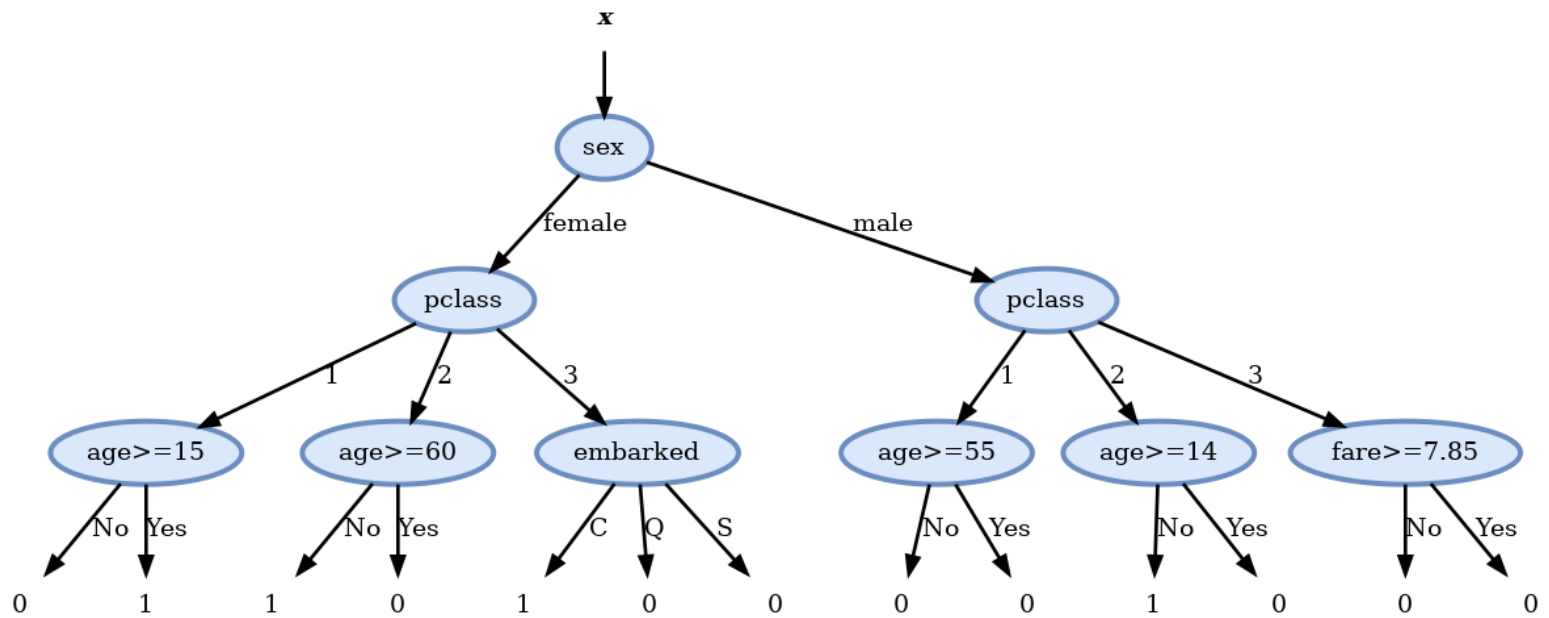 x
sex
female male
pclass pclass
1 2 3 1 2 3
age>=15 age>=60 embarked age>=55 age>=14 fare>=7.85
No Yes No Yes C Q S No Yes No Yes No Yes
0 1 1 0 1 0 0 0 0 1 0 0 0